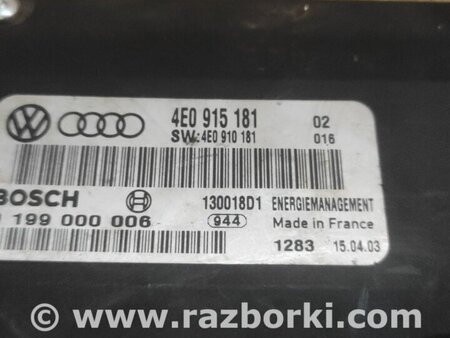 4E0 915 181 02
SW:4E0 910 181 016
BOSCH 130018D1 ENERGIEMANAGEMENT
199 000 006 944 Made in France
1283 15.04.03
© www.razborki.com